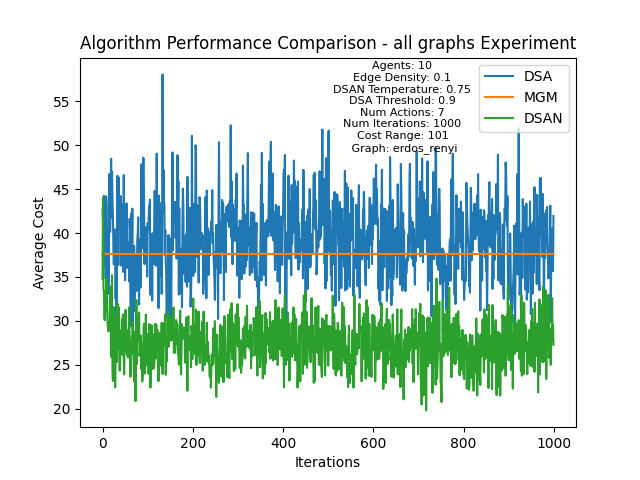 Algorithm Performance Comparison - all graphs Experiment
Agents: 10
Edge Density: 0.1
DSAN Temperature: 0.75
DSA Threshold: 0.9
Num Actions: 7
Num Iterations: 1000
Cost Range: 101
Graph: erdos_renyi
DSA
MGM
DSAN
Average Cost
55
50
45
40
35
30
25
20
0
200
400
600
800
1000
Iterations